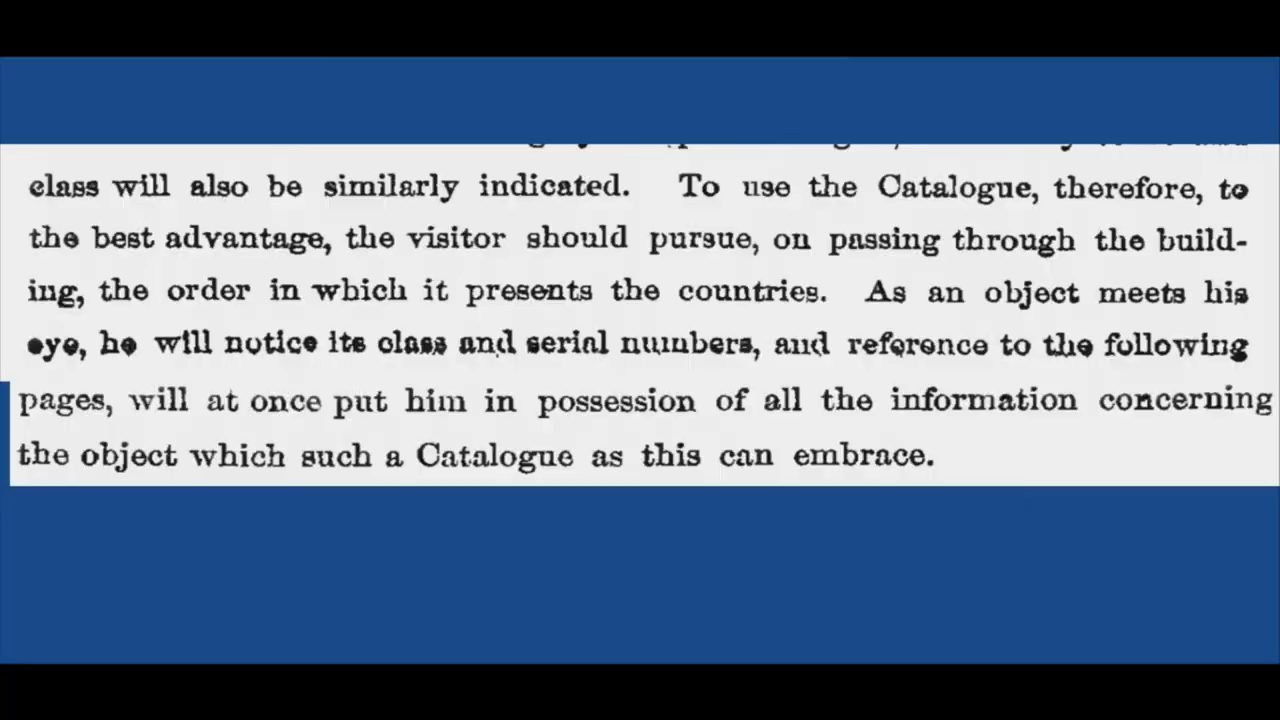 class will also be similarly indicated. To use the Catalogue, therefore, to
the best advantage, the visitor should pursue, on passing through the build-
ing, the order in which it presents the countries. As an object meets his
eye, he will notice its class and serial numbers, and reference to the following
pages, will at once put him in possession of all the information concerning
the object which such a Catalogue as this can embrace.